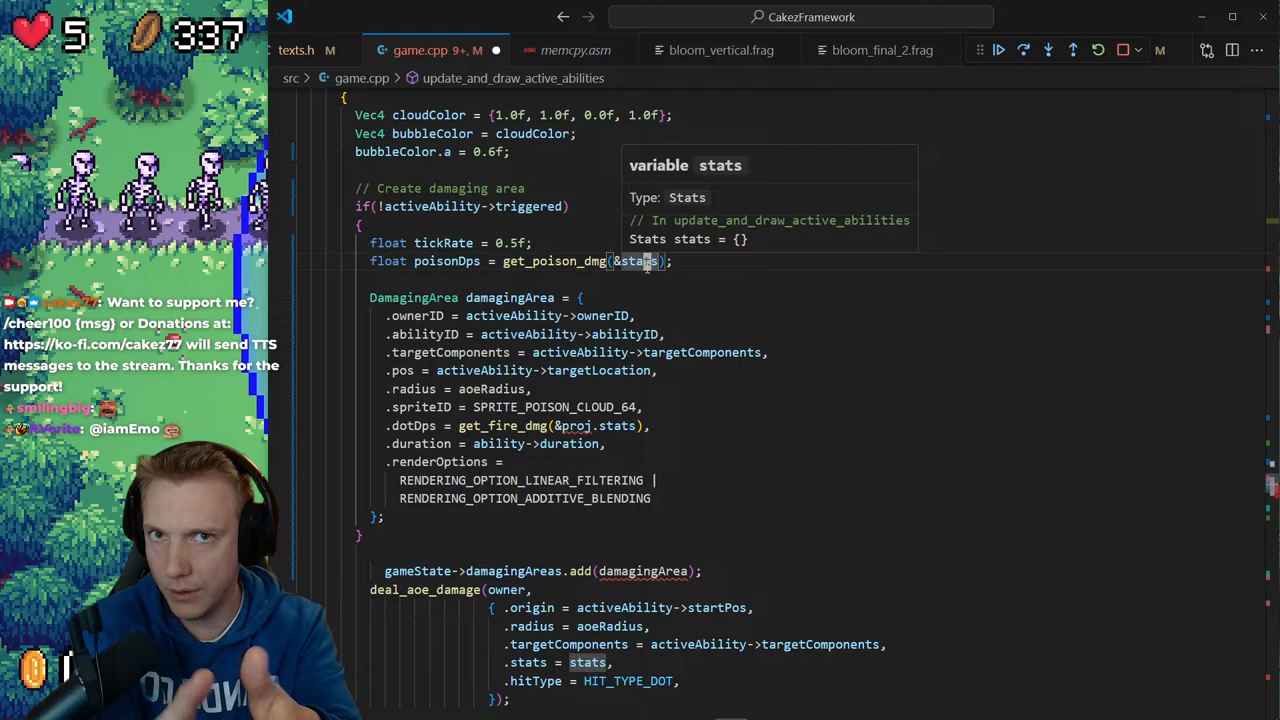 5
337
CakezFramework
texts.h M
game.cpp 9+, M
ASM memcpy.asm
bloom_vertical.frag
bloom_final_2.frag
M
src > game.cpp > update_and_draw_active_abilities
{
Vec4 cloudColor = {1.0f, 1.0f, 0.0f, 1.0f};
Vec4 bubbleColor = cloudColor;
bubbleColor.a = 0.6f;
// Create damaging area
if(!activeAbility->triggered)
{
float tickRate = 0.5f;
float poisonDps = get_poison_dmg(&stats);
variable stats
Type: Stats
// In update_and_draw_active_abilities
Stats stats = {}
DamagingArea damagingArea = {
.ownerID = activeAbility->ownerID,
.abilityID = activeAbility->abilityID,
.targetComponents = activeAbility->targetComponents,
.pos = activeAbility->targetLocation,
.radius = aoeRadius,
.spriteID = SPRITE_POISON_CLOUD_64,
.dotDps = get_fire_dmg(&proj.stats),
.duration = ability->duration,
.renderOptions =
RENDERING_OPTION_LINEAR_FILTERING |
RENDERING_OPTION_ADDITIVE_BLENDING
};
}
gameState->damagingAreas.add(damagingArea);
deal_aoe_damage(owner,
{ .origin = activeAbility->startPos,
.radius = aoeRadius,
.targetComponents = activeAbility->targetComponents,
.stats = stats,
.hitType = HIT_TYPE_DOT,
});
cakez77: Want to support me?
/cheer100 {msg} or Donations at:
https://ko-fi.com/cakez77 will send TTS
messages to the stream. Thanks for the
support!
smilingbig:
: @iamEmo